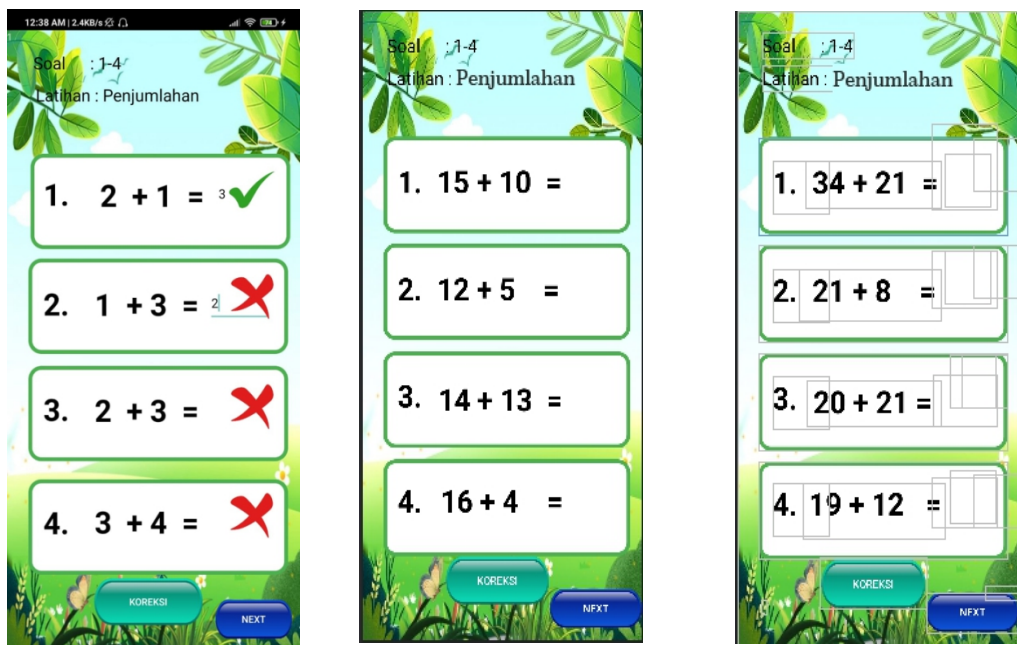 12:38 AM | 2.4KB/s
Soal : 1-4
Latihan : Penjumlahan
1. 2 + 1 = 3
2. 1 + 3 = 2
3. 2 + 3 =
4. 3 + 4 =
KOREKSI
NEXT
Soal : 1-4
Latihan : Penjumlahan
1. 15 + 10 =
2. 12 + 5 =
3. 14 + 13 =
4. 16 + 4 =
KOREKSI
NEXT
Soal : 1-4
Latihan : Penjumlahan
1. 34 + 21 =
2. 21 + 8 =
3. 20 + 21 =
4. 19 + 12 =
KOREKSI
NEXT